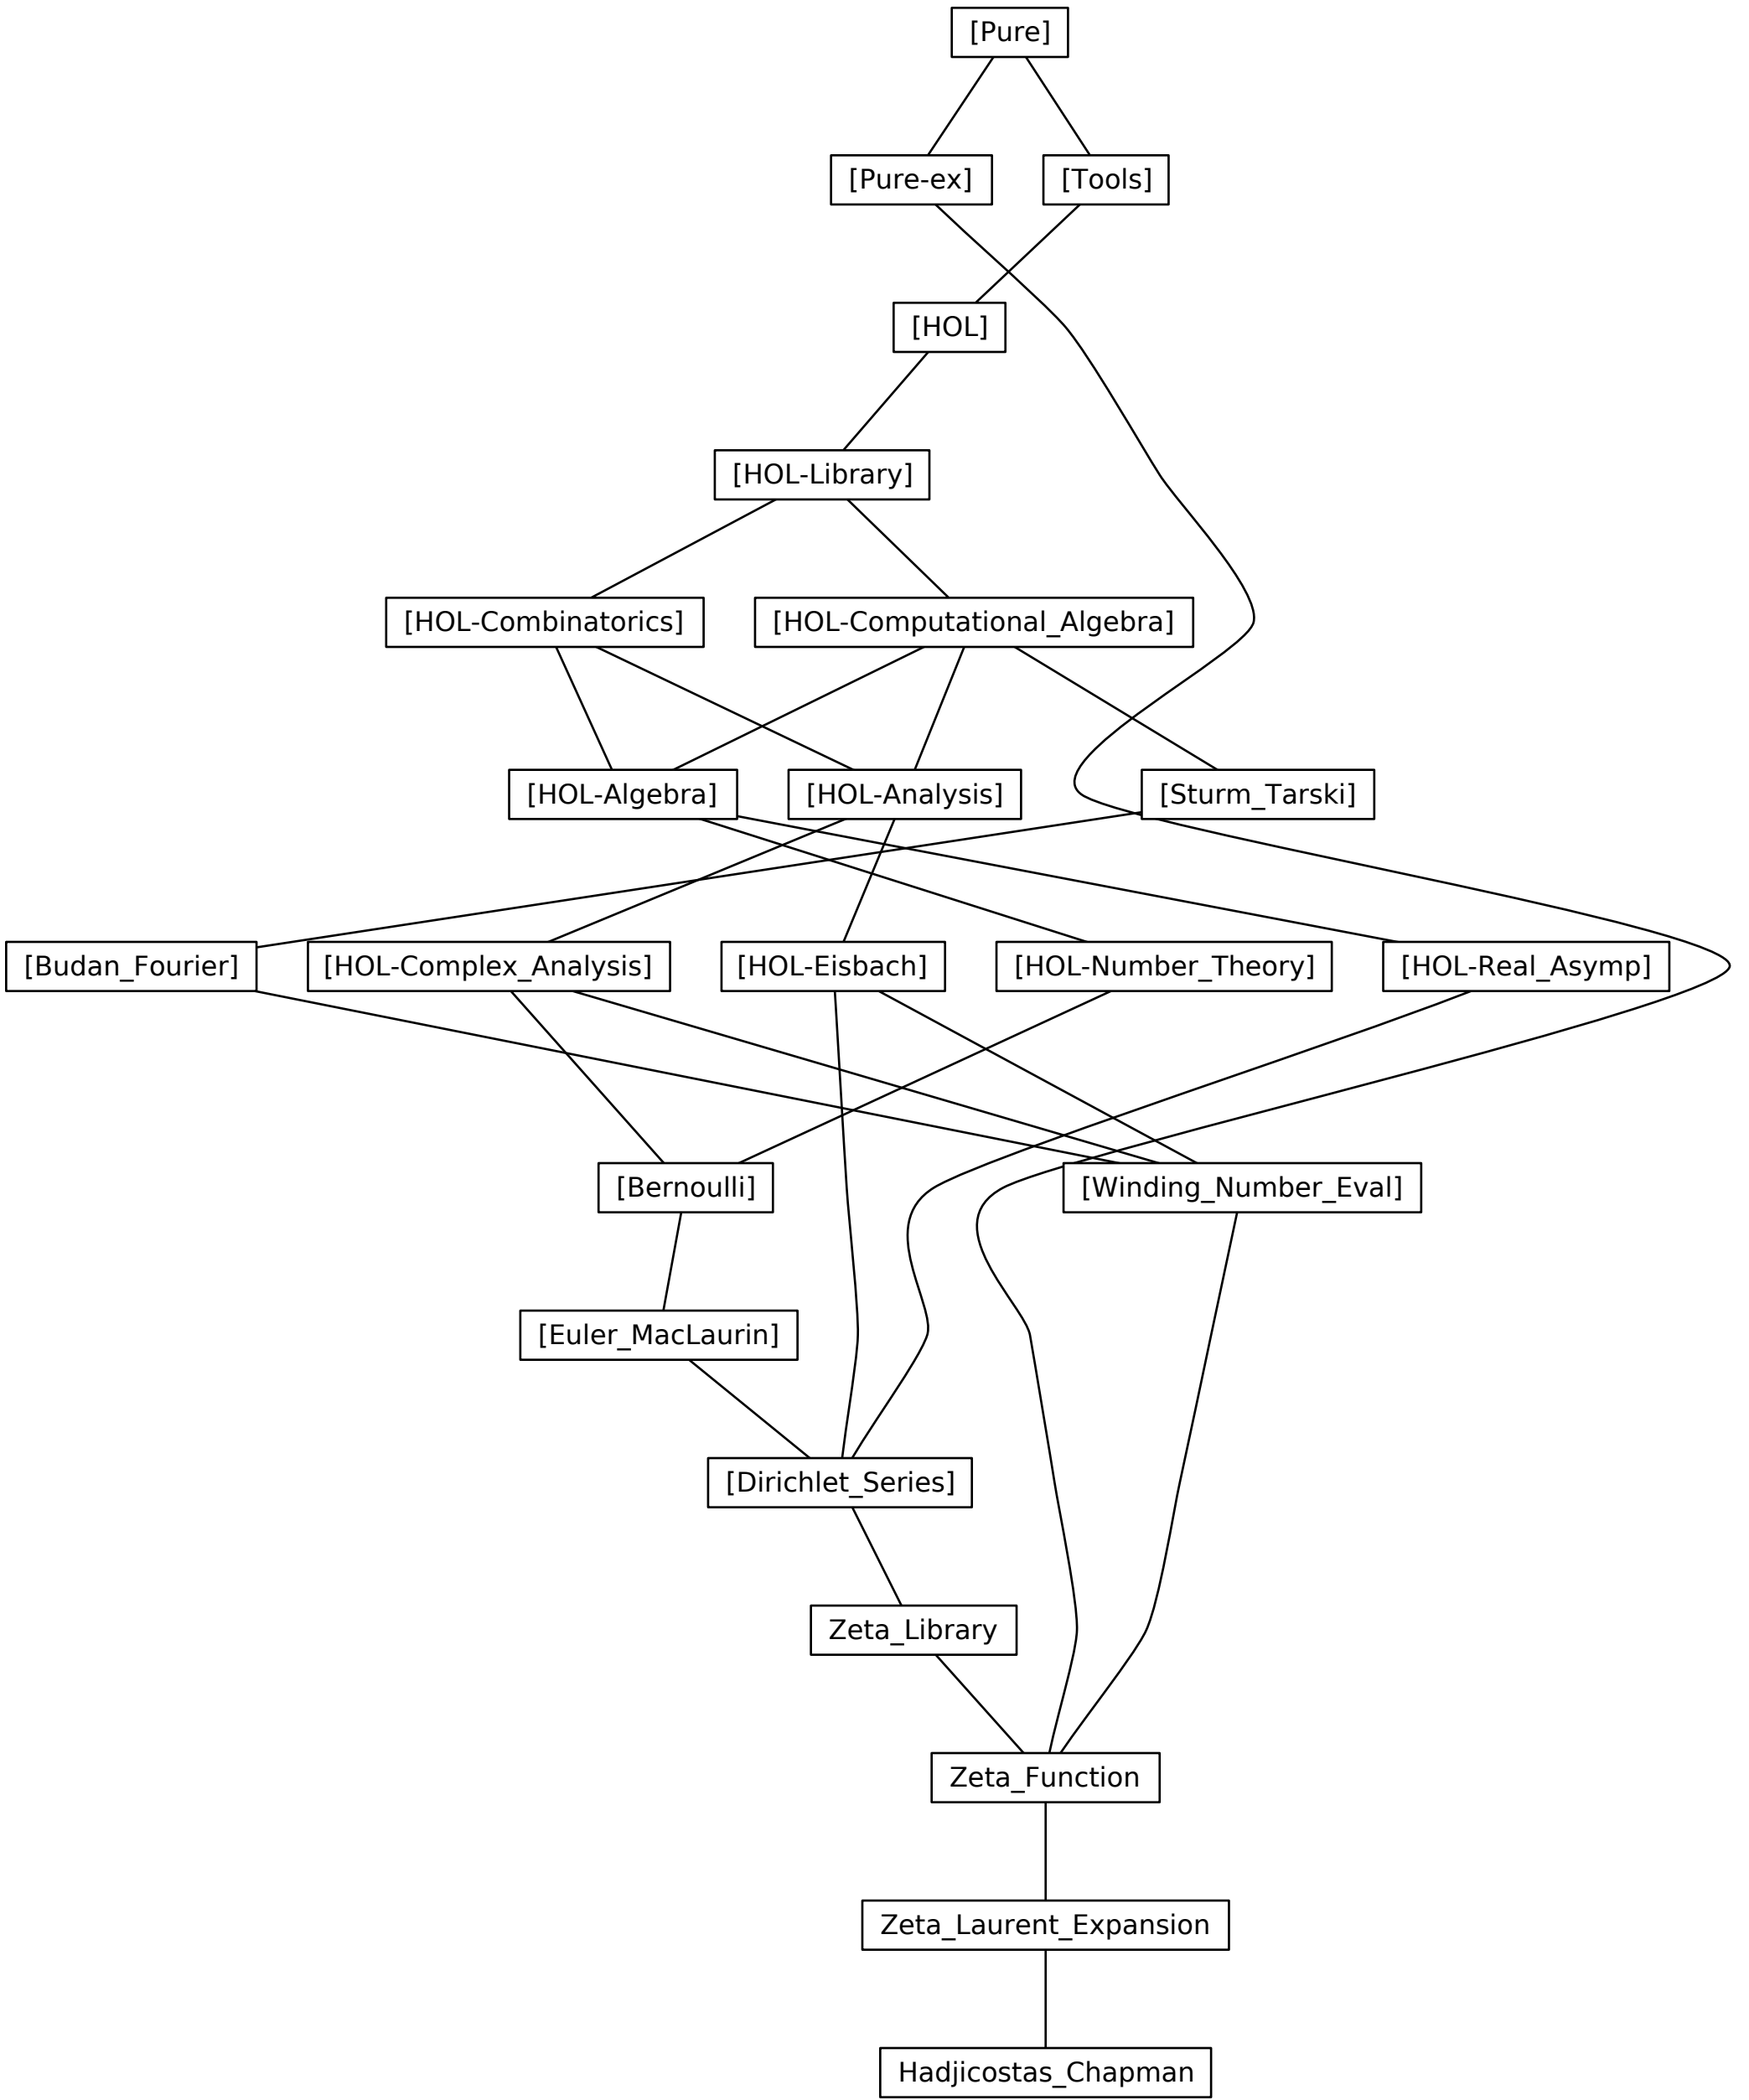 [Pure]
[Pure-ex]
[Tools]
[HOL]
[HOL-Library]
[HOL-Combinatorics]
[HOL-Computational_Algebra]
[HOL-Algebra]
[HOL-Analysis]
[Sturm_Tarski]
[Budan_Fourier]
[HOL-Complex_Analysis]
[HOL-Eisbach]
[HOL-Number_Theory]
[HOL-Real_Asymp]
[Bernoulli]
[Winding_Number_Eval]
[Euler_MacLaurin]
[Dirichlet_Series]
Zeta_Library
Zeta_Function
Zeta_Laurent_Expansion
Hadjicostas_Chapman